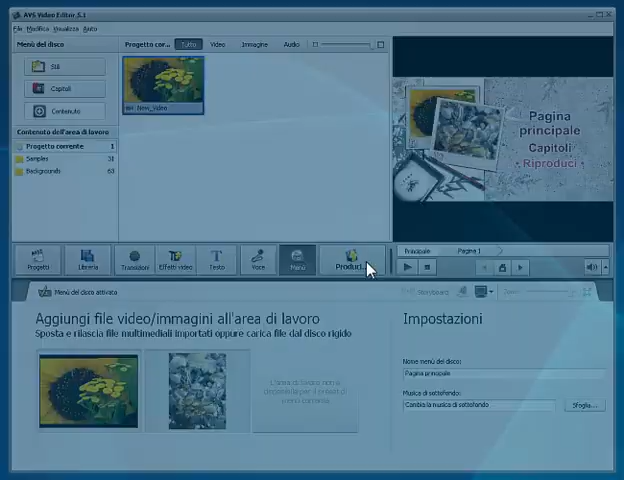 AVS Video Editor 5.1
File Modifica Visualizza Aiuto
Menù del disco
Progetto cor... Tutto Video Immagine Audio
Stili
Capitoli
Contenuto
New_Video
Contenuto dell'area di lavoro
Progetto corrente 1
Samples 31
Backgrounds 63
Pagina
principale
Capitoli
• Riproduci •
Progetti Libreria Transizioni Effetti video Testo Voce Menù Produci...
Principale Pagina 1
Menù del disco attivata
Storyboard
Zoom
Aggiungi file video/immagini all'area di lavoro
Sposta e rilascia file multimediali importati oppure carica file dal disco rigido
Impostazioni
Nome menù del disco:
Pagina principale
Musica di sottofondo:
Cambia la musica di sottofondo
Sfoglia...